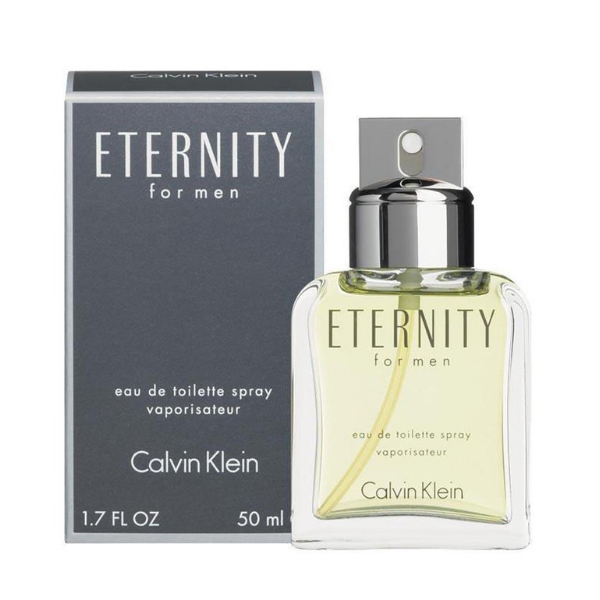 Calvin Klein
ETERNITY
for men
eau de toilette spray
vaporisateur
Calvin Klein
1.7 FL OZ 50 ml
ETERNITY
for men
eau de toilette spray
vaporisateur
Calvin Klein